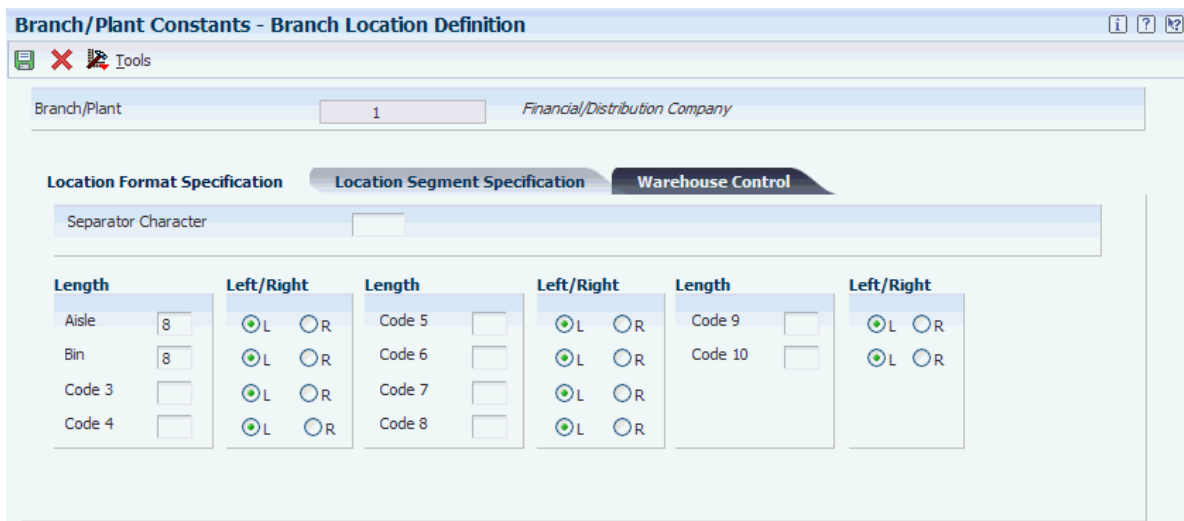 Branch/Plant Constants - Branch Location Definition
i ? ?
Tools
Branch/Plant 1 Financial/Distribution Company
Location Format Specification Location Segment Specification Warehouse Control
Separator Character
Length Left/Right Length Left/Right Length Left/Right
Aisle 8 L R Code 5 L R Code 9 L R
Bin 8 L R Code 6 L R Code 10 L R
Code 3 L R Code 7 L R
Code 4 L R Code 8 L R